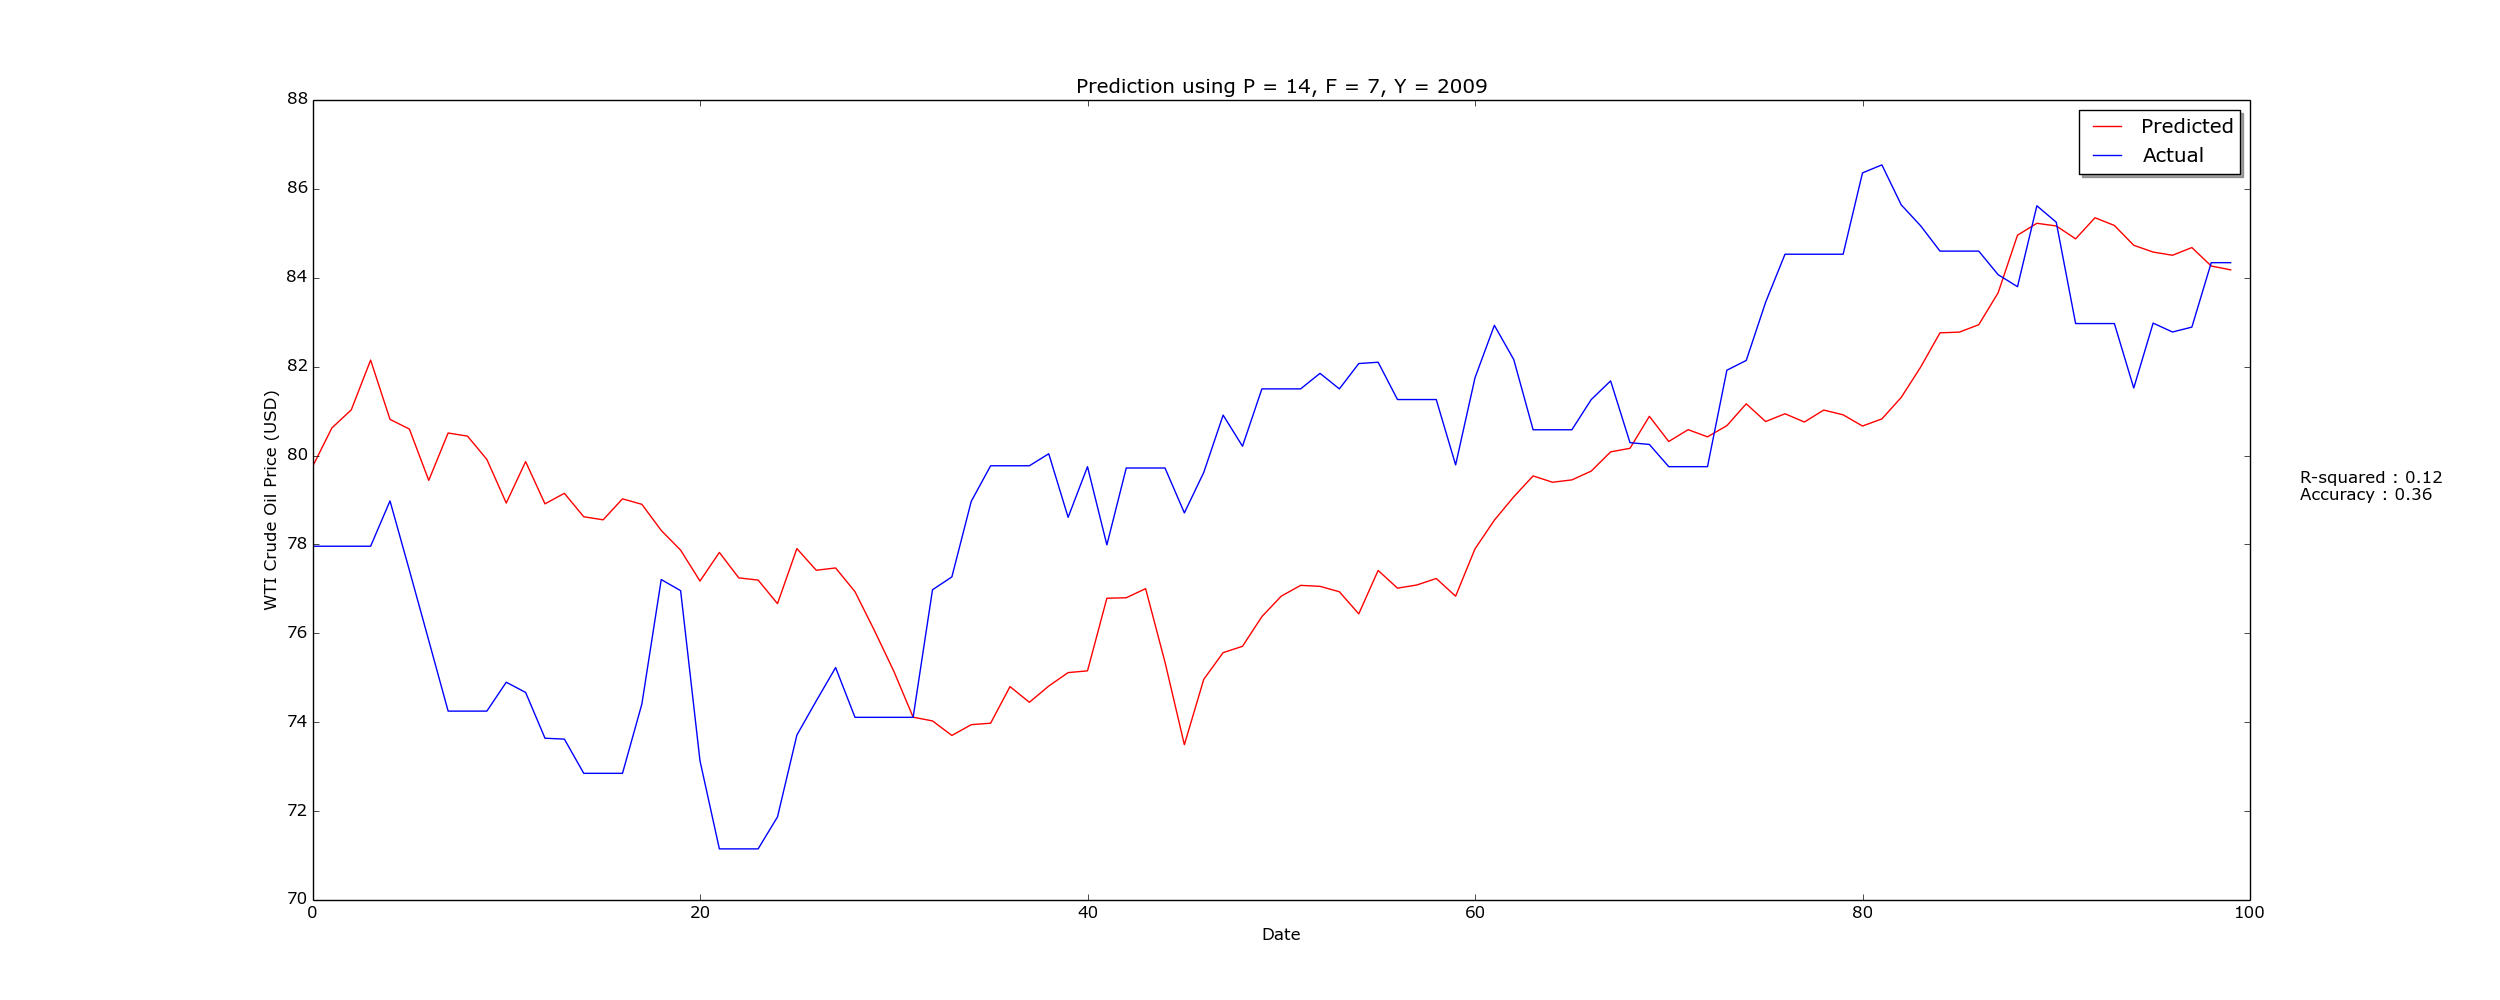 Prediction using P = 14, F = 7, Y = 2009
Predicted
Actual
WTI Crude Oil Price (USD)
88
86
84
82
80
78
76
74
72
70
0 20 40 60 80 100
Date
R-squared : 0.12
Accuracy : 0.36